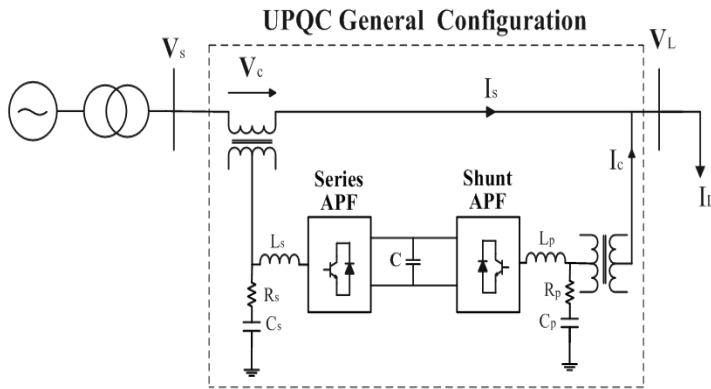 UPQC General Configuration
Vs
Vc
Is
VL
Ic
IL
Series
APF
Shunt
APF
Ls
Lp
C
Rs
Rp
Cs
Cp